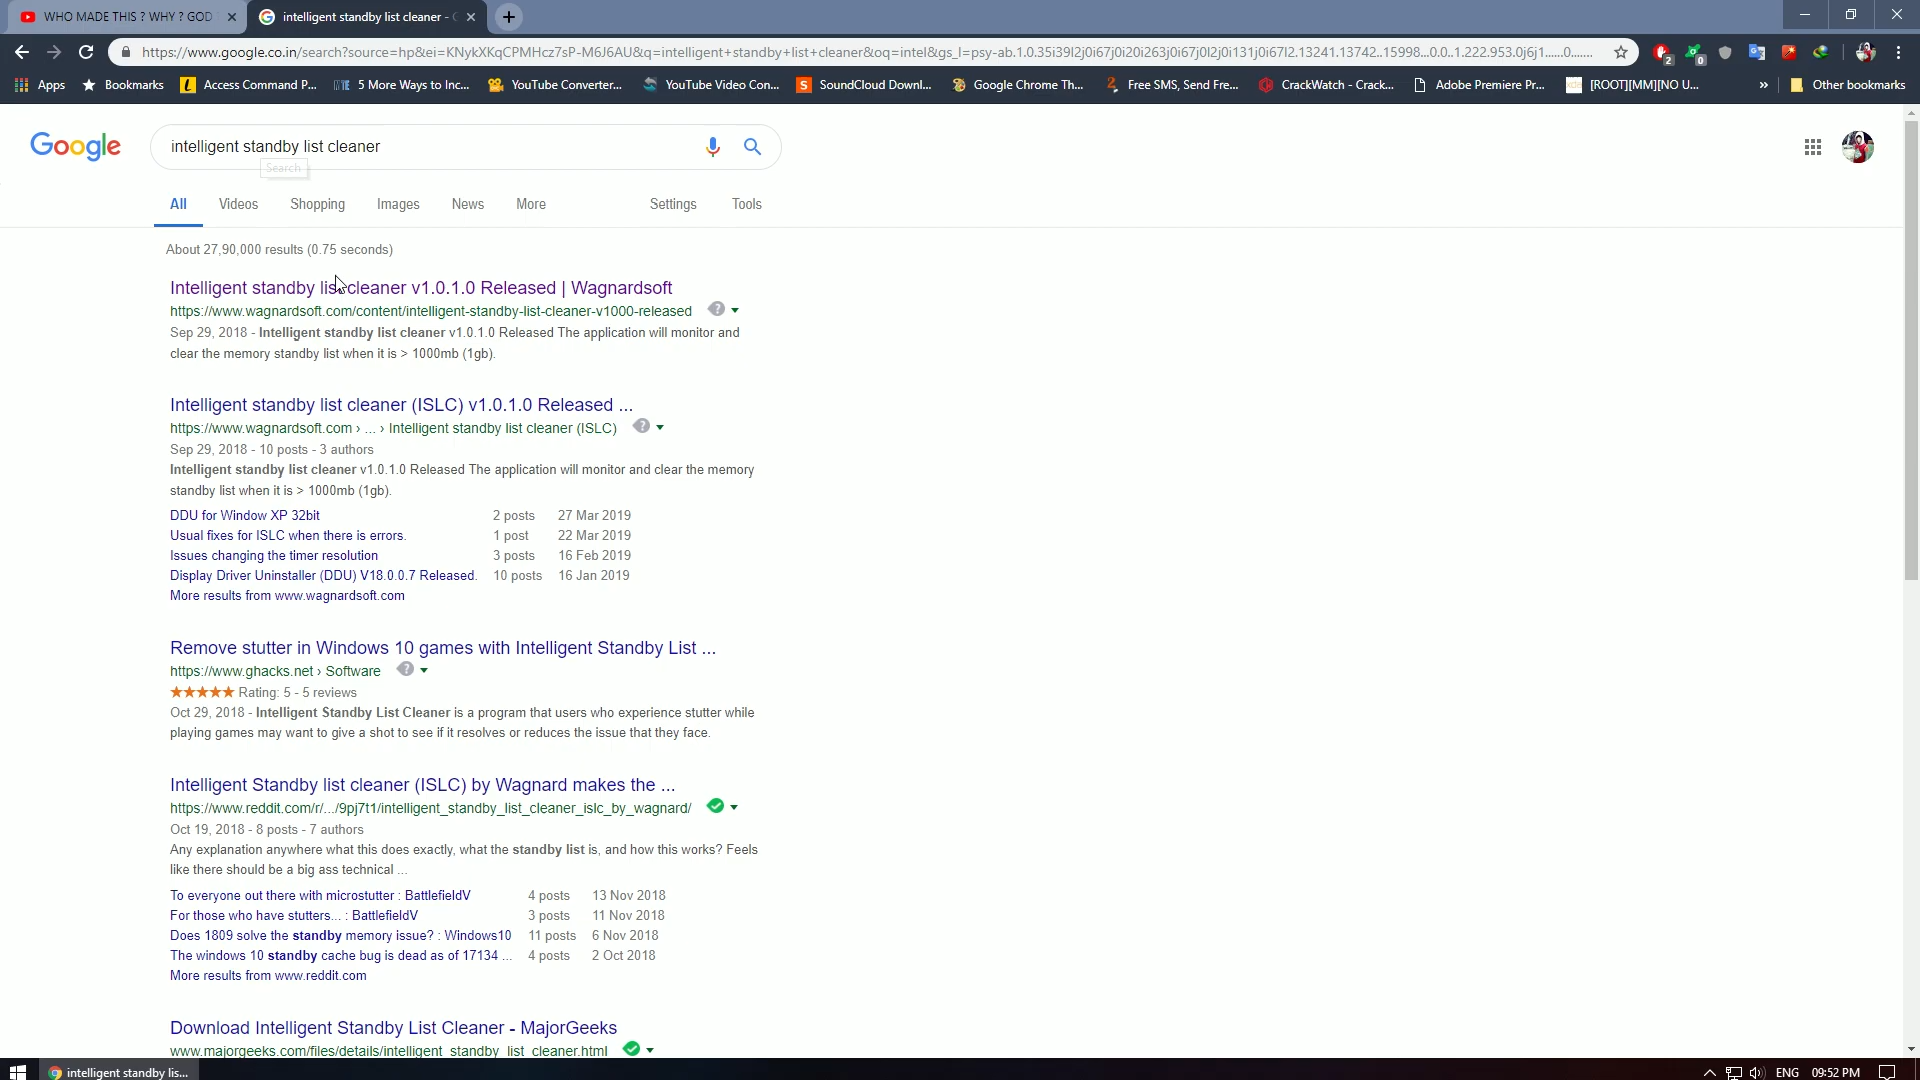 WHO MADE THIS ? WHY ? GOD
intelligent standby list cleaner - G
https://www.google.co.in/search?source=hp&ei=KNykXKqCPMHcz7sP-M6J6AU&q=intelligent+standby+list+cleaner&oq=intel&gs_l=psy-ab.1.0.35i39l2j0i67j0i20i263j0i67j0l2j0i131j0i67l2.13241.13742..15998...0.0..1.222.953.0j6j1......0.......
2
0
Apps
Bookmarks
Access Command P...
5 More Ways to Inc...
YouTube Converter...
YouTube Video Con...
SoundCloud Downl...
Google Chrome Th...
Free SMS, Send Fre...
CrackWatch - Crack...
Adobe Premiere Pr...
[ROOT][MM][NO U...
»
Other bookmarks
Google
intelligent standby list cleaner
Search
All Videos Shopping Images News More Settings Tools
About 27,90,000 results (0.75 seconds)
Intelligent standby list cleaner v1.0.1.0 Released | Wagnardsoft
https://www.wagnardsoft.com/content/intelligent-standby-list-cleaner-v1000-released
Sep 29, 2018 - Intelligent standby list cleaner v1.0.1.0 Released The application will monitor and
clear the memory standby list when it is > 1000mb (1gb).
Intelligent standby list cleaner (ISLC) v1.0.1.0 Released ...
https://www.wagnardsoft.com › ... › Intelligent standby list cleaner (ISLC)
Sep 29, 2018 - 10 posts - 3 authors
Intelligent standby list cleaner v1.0.1.0 Released The application will monitor and clear the memory
standby list when it is > 1000mb (1gb).
DDU for Window XP 32bit 2 posts 27 Mar 2019
Usual fixes for ISLC when there is errors. 1 post 22 Mar 2019
Issues changing the timer resolution 3 posts 16 Feb 2019
Display Driver Uninstaller (DDU) V18.0.0.7 Released. 10 posts 16 Jan 2019
More results from www.wagnardsoft.com
Remove stutter in Windows 10 games with Intelligent Standby List ...
https://www.ghacks.net › Software
Rating: 5 - 5 reviews
Oct 29, 2018 - Intelligent Standby List Cleaner is a program that users who experience stutter while
playing games may want to give a shot to see if it resolves or reduces the issue that they face.
Intelligent Standby list cleaner (ISLC) by Wagnard makes the ...
https://www.reddit.com/r/.../9pj7t1/intelligent_standby_list_cleaner_islc_by_wagnard/
Oct 19, 2018 - 8 posts - 7 authors
Any explanation anywhere what this does exactly, what the standby list is, and how this works? Feels
like there should be a big ass technical ...
To everyone out there with microstutter : BattlefieldV 4 posts 13 Nov 2018
For those who have stutters... : BattlefieldV 3 posts 11 Nov 2018
Does 1809 solve the standby memory issue? : Windows10 11 posts 6 Nov 2018
The windows 10 standby cache bug is dead as of 17134 ... 4 posts 2 Oct 2018
More results from www.reddit.com
Download Intelligent Standby List Cleaner - MajorGeeks
www.majorgeeks.com/files/details/intelligent_standby_list_cleaner.html
intelligent standby lis...
ENG 09:52 PM